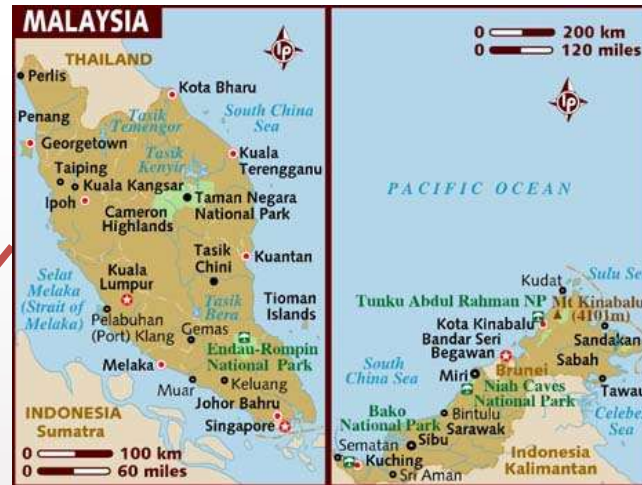 MALAYSIA
THAILAND
Perlis
Kota Bharu
Penang
Tasik
Temengor
South China
Sea
Georgetown
Tasik
Kenyir
Kuala
Terengganu
Taiping
Kuala Kangsar
Ipoh
Taman Negara
National Park
Cameron
Highlands
Kuantan
Tasik
Chini
Selat
Melaka
(Strait of
Melaka)
Kuala
Lumpur
Tasik
Bera
Tioman
Islands
Pelabuhan
(Port) Klang
Gemas
Endau-Rompin
National Park
Melaka
Muar
Keluang
Johor Bahru
Singapore
INDONESIA
Sumatra
0 100 km
0 60 miles
lp
0 200 km
0 120 miles
lp
PACIFIC OCEAN
Kudat
Sulu Se
Tunku Abdul Rahman NP
Mt Kinabalu
(4101m)
Kota Kinabalu
Bandar Seri
Begawan
Sandakan
Sabah
Brunei
South
China Sea
Miri
Niah Caves
National Park
Tawau
Celebe
Sea
Bako
National Park
Bintulu
Sarawak
Sematan
Sibu
Kuching
Sri Aman
Indonesia
Kalimantan